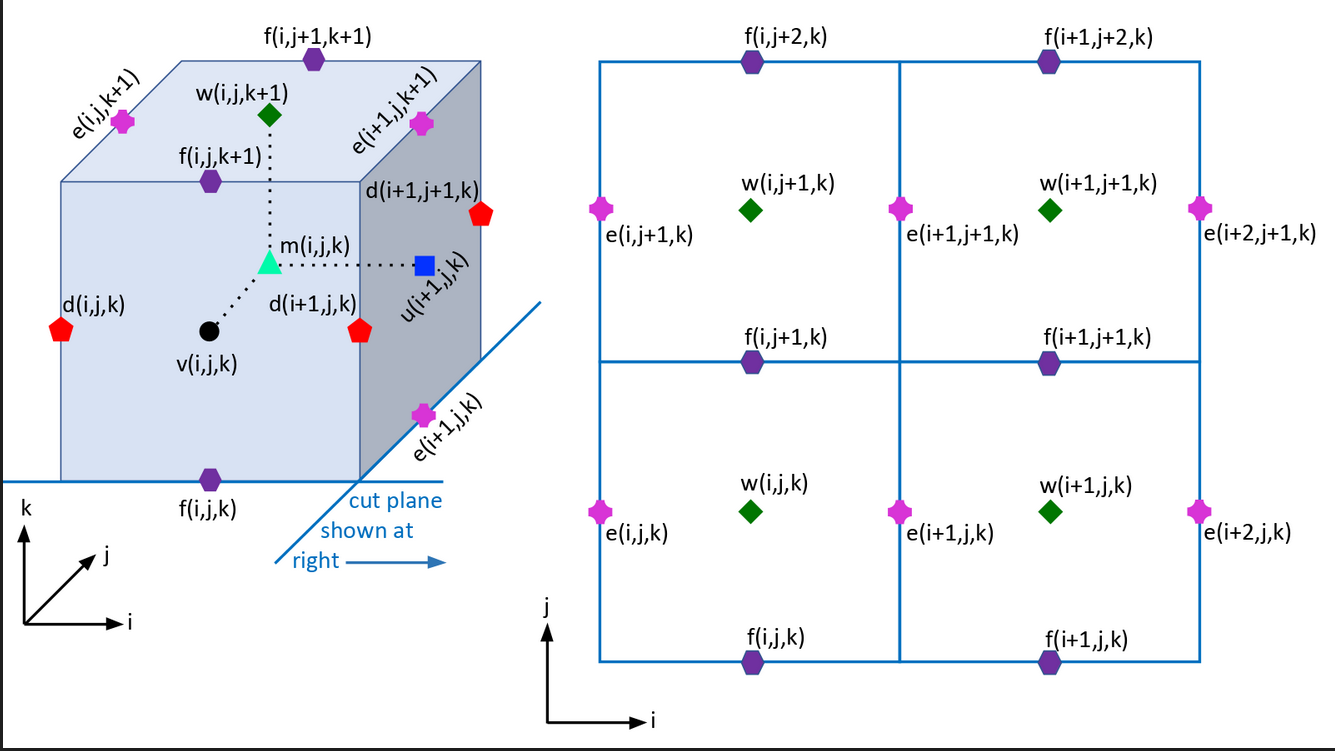 f(i,j+1,k+1)
e(i,j,k+1)
w(i,j,k+1)
e(i+1,j,k+1)
f(i,j,k+1)
d(i+1,j+1,k)
m(i,j,k)
d(i,j,k)
d(i+1,j,k)
u(i+1,j,k)
v(i,j,k)
e(i+1,j,k)
f(i,j,k)
cut plane
shown at
right
k
j
i
f(i,j+2,k)
f(i+1,j+2,k)
w(i,j+1,k)
w(i+1,j+1,k)
e(i,j+1,k)
e(i+1,j+1,k)
e(i+2,j+1,k)
f(i,j+1,k)
f(i+1,j+1,k)
w(i,j,k)
w(i+1,j,k)
e(i,j,k)
e(i+1,j,k)
e(i+2,j,k)
f(i,j,k)
f(i+1,j,k)
j
i